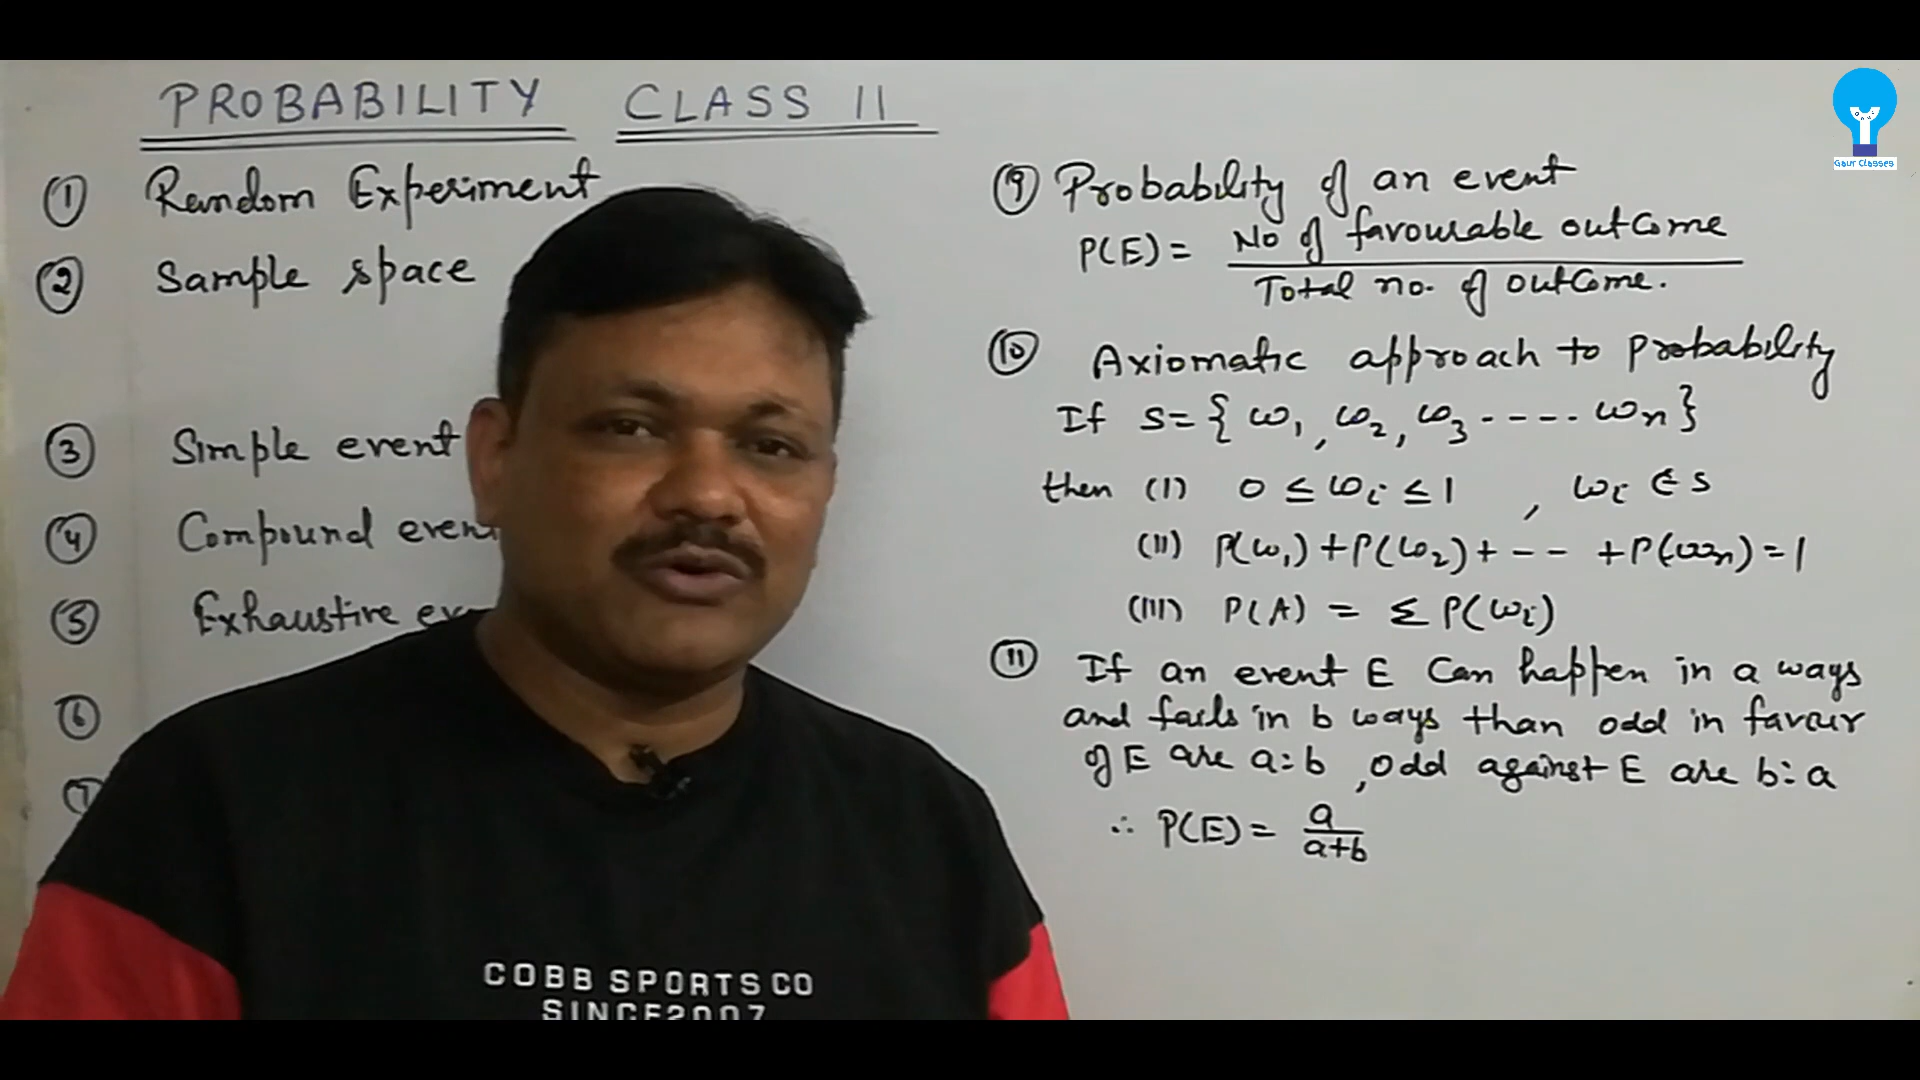 PROBABILITY CLASS 11
① Random Experiment
② Sample space
③ Simple event
④ Compound even
⑤ Exhaustive ev
⑥
⑦
⑨ Probability of an event
P(E) = No of favourable outcome / Total no. of outcome.
⑩ Axiomatic approach to Probability
If S = { ω₁, ω₂, ω₃ ----- ωn }
then (I) 0 ≤ ωi ≤ 1 , ωi ∈ S
(II) P(ω₁) + P(ω₂) + -- + P(ωn) = 1
(III) P(A) = Σ P(ωi)
⑪ If an event E Can happen in a ways
and fails in b ways than odd in favour
of E are a:b , odd against E are b:a
∴ P(E) = a / a+b
Gaur Classes
COBB SPORTS CO
SINCE2007